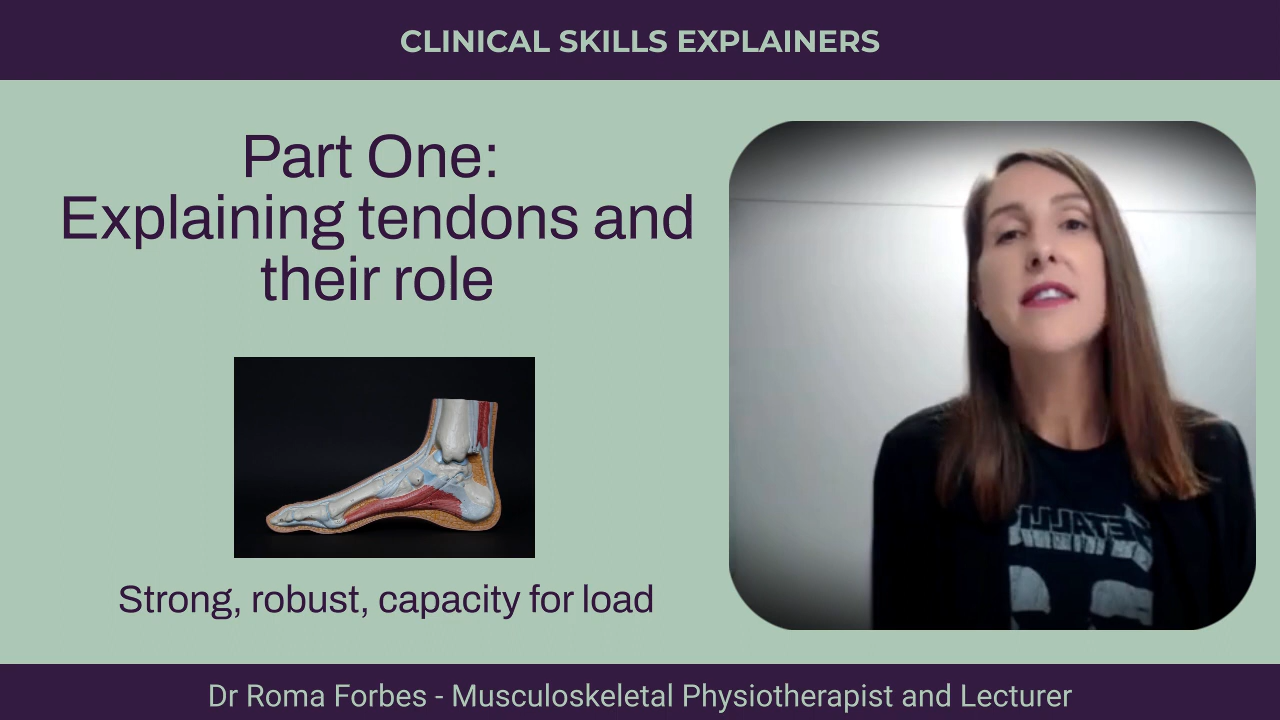 CLINICAL SKILLS EXPLAINERS
Part One:
Explaining tendons and
their role
Strong, robust, capacity for load
Dr Roma Forbes - Musculoskeletal Physiotherapist and Lecturer